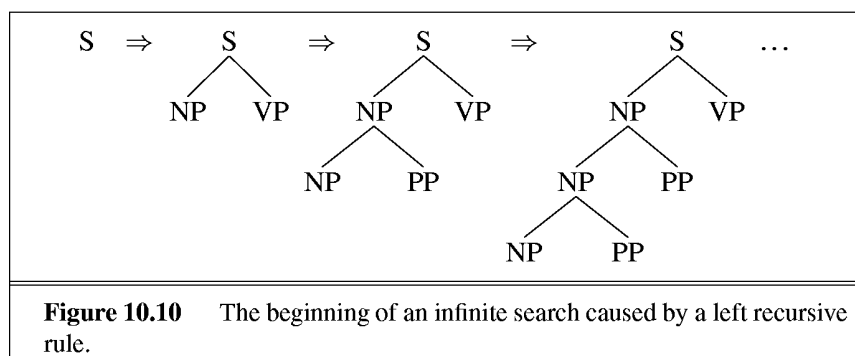 S ⇒ S ⇒ S ⇒ S ...
NP VP NP VP NP VP
NP PP NP PP
NP PP
Figure 10.10 The beginning of an infinite search caused by a left recursive
rule.